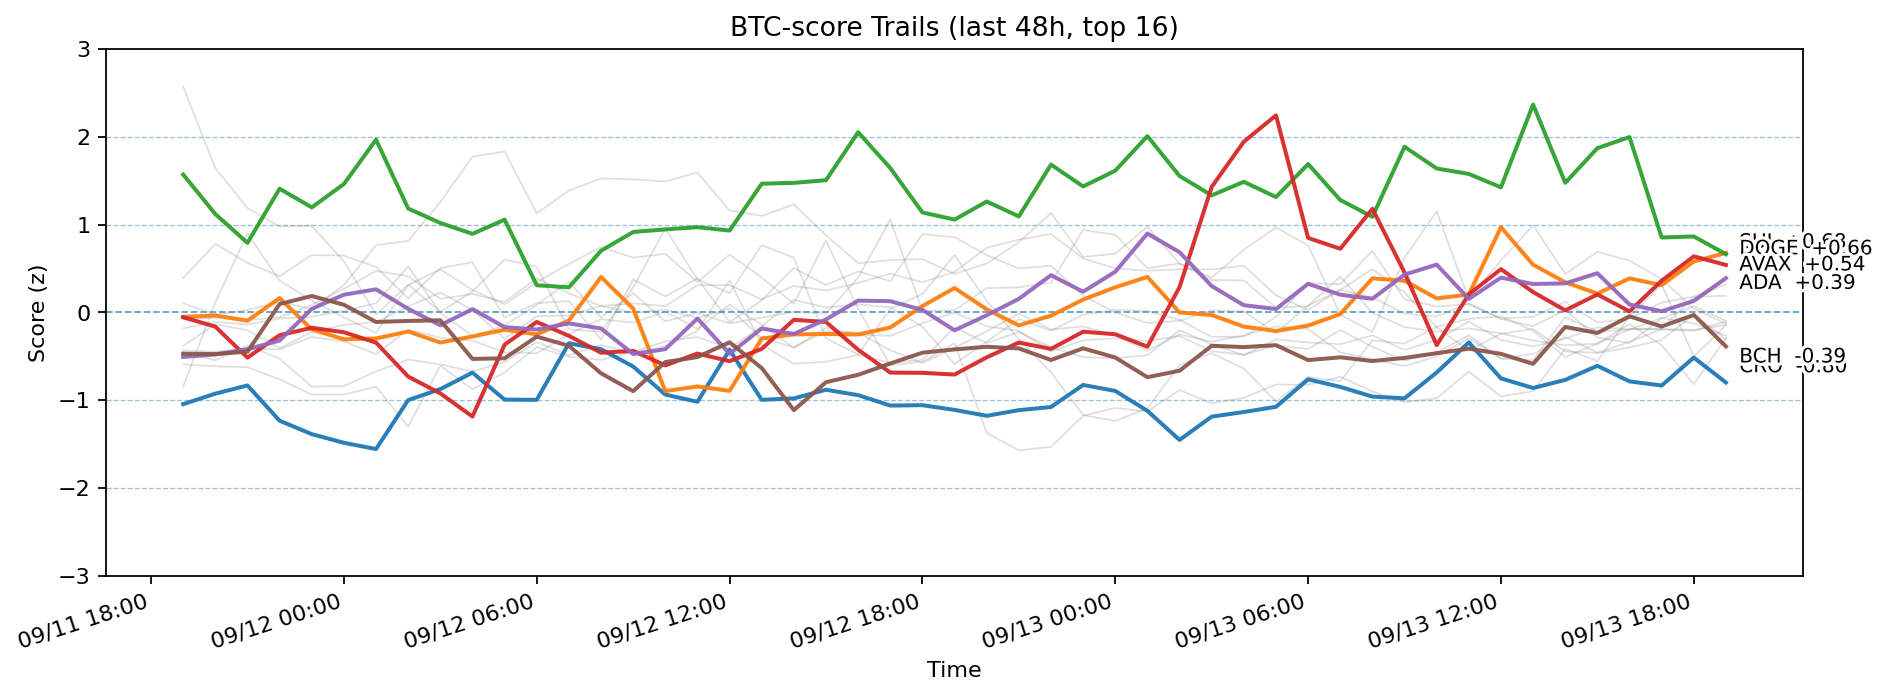 BTC-score Trails (last 48h, top 16)
3
2
1
0
−1
−2
−3
Score (z)
DOGE +0.66
AVAX +0.54
ADA +0.39
BCH -0.39
CRO -0.80
09/11 18:00
09/12 00:00
09/12 06:00
09/12 12:00
09/12 18:00
09/13 00:00
09/13 06:00
09/13 12:00
09/13 18:00
Time